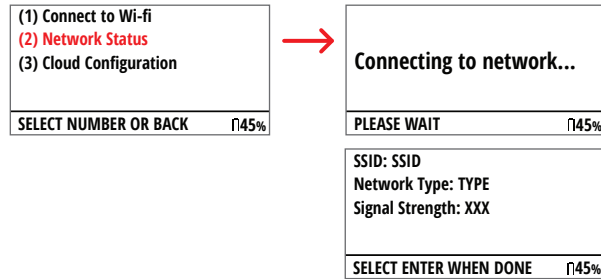 (1) Connect to Wi-fi
(2) Network Status
(3) Cloud Configuration
SELECT NUMBER OR BACK 45%
Connecting to network...
PLEASE WAIT 45%
SSID: SSID
Network Type: TYPE
Signal Strength: XXX
SELECT ENTER WHEN DONE 45%